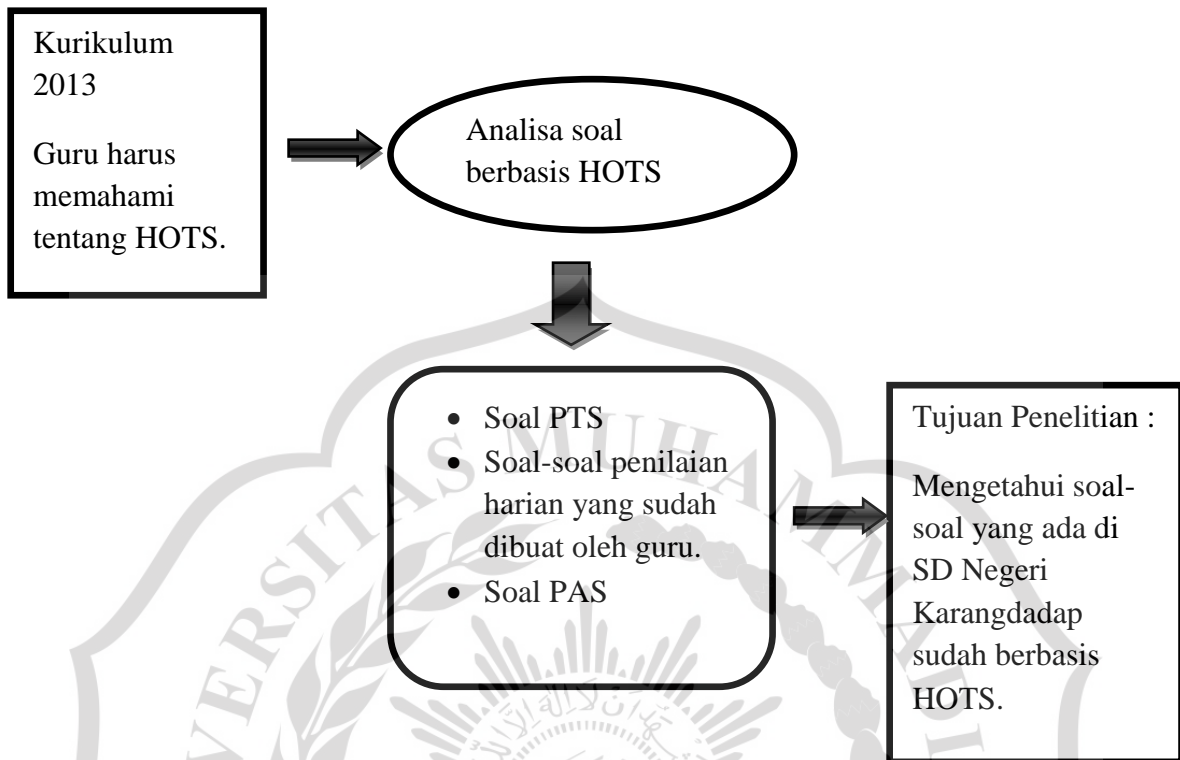 Kurikulum
2013
Guru harus
memahami
tentang HOTS.
Analisa soal
berbasis HOTS
• Soal PTS
• Soal-soal penilaian
harian yang sudah
dibuat oleh guru.
• Soal PAS
Tujuan Penelitian :
Mengetahui soal-
soal yang ada di
SD Negeri
Karangdadap
sudah berbasis
HOTS.
MUHAMMADI